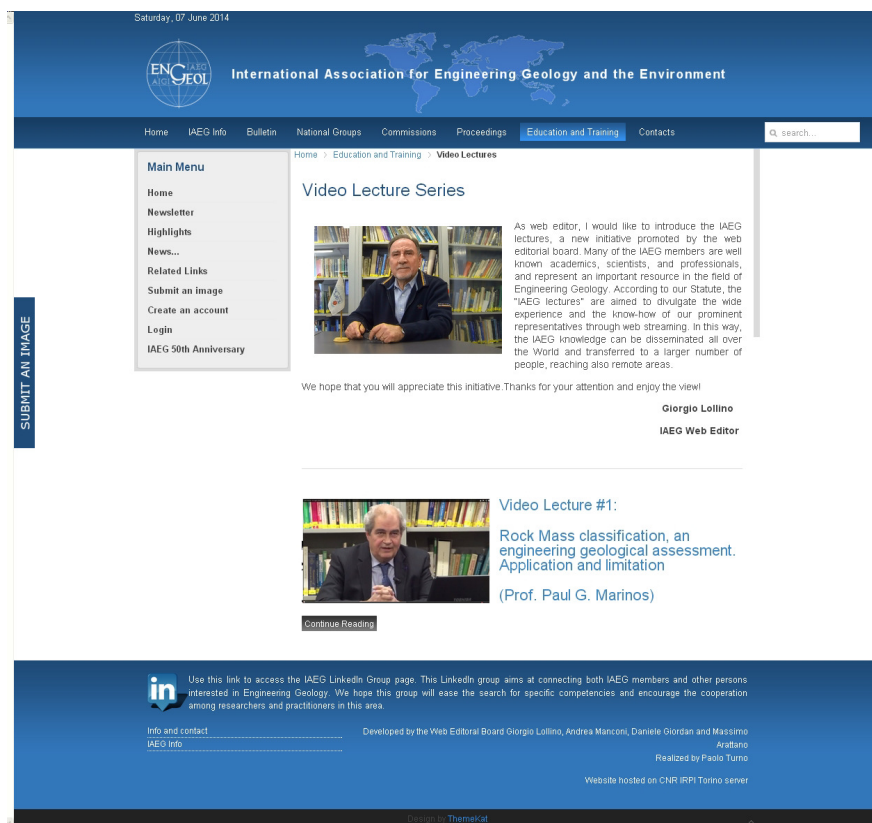 Saturday, 07 June 2014
ENGEOL
International Association for Engineering Geology and the Environment
Home IAEG Info Bulletin National Groups Commissions Proceedings Education and Training Contacts
search...
Home > Education and Training > Video Lectures
Main Menu
Home
Newsletter
Highlights
News...
Related Links
Submit an image
Create an account
Login
IAEG 50th Anniversary
SUBMIT AN IMAGE
Video Lecture Series
As web editor, I would like to introduce the IAEG
lectures, a new initiative promoted by the web
editorial board. Many of the IAEG members are well
known academics, scientists, and professionals,
and represent an important resource in the field of
Engineering Geology. According to our Statute, the
"IAEG lectures" are aimed to divulgate the wide
experience and the know-how of our prominent
representatives through web streaming. In this way,
the IAEG knowledge can be disseminated all over
the World and transferred to a larger number of
people, reaching also remote areas.
We hope that you will appreciate this initiative.Thanks for your attention and enjoy the view!
Giorgio Lollino
IAEG Web Editor
Video Lecture #1:
Rock Mass classification, an
engineering geological assessment.
Application and limitation
(Prof. Paul G. Marinos)
Continue Reading
in
Use this link to access the IAEG LinkedIn Group page. This LinkedIn group aims at connecting both IAEG members and other persons
interested in Engineering Geology. We hope this group will ease the search for specific competencies and encourage the cooperation
among researchers and practitioners in this area.
Info and contact
IAEG Info
Developed by the Web Editoral Board Giorgio Lollino, Andrea Manconi, Daniele Giordan and Massimo
Arattano
Realized by Paolo Turno
Website hosted on CNR IRPI Torino server
Design by ThemeKat